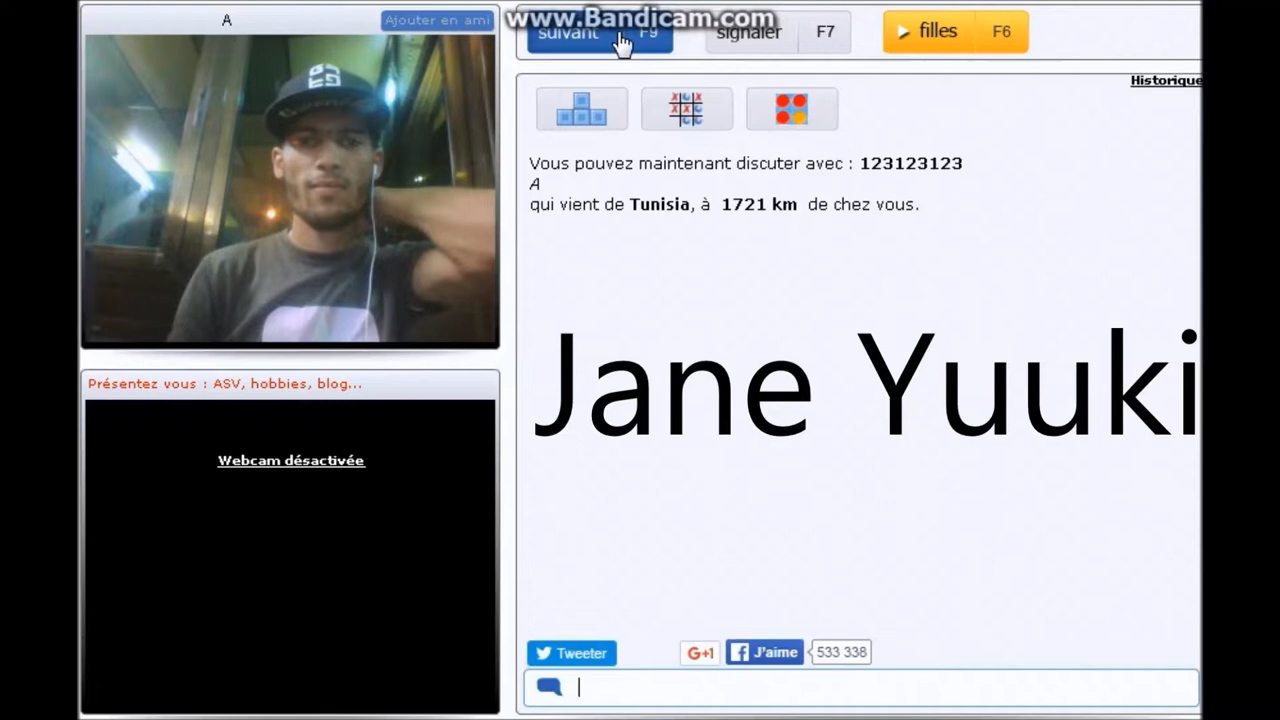 A
Ajouter en ami
www.Bandicam.com
suivant F9
signaler F7
filles F6
Historique
Vous pouvez maintenant discuter avec : 123123123
A
qui vient de Tunisia, à 1721 km de chez vous.
Jane Yuuki
Présentez vous : ASV, hobbies, blog...
Webcam désactivée
Tweeter
G+1
J'aime
533 338